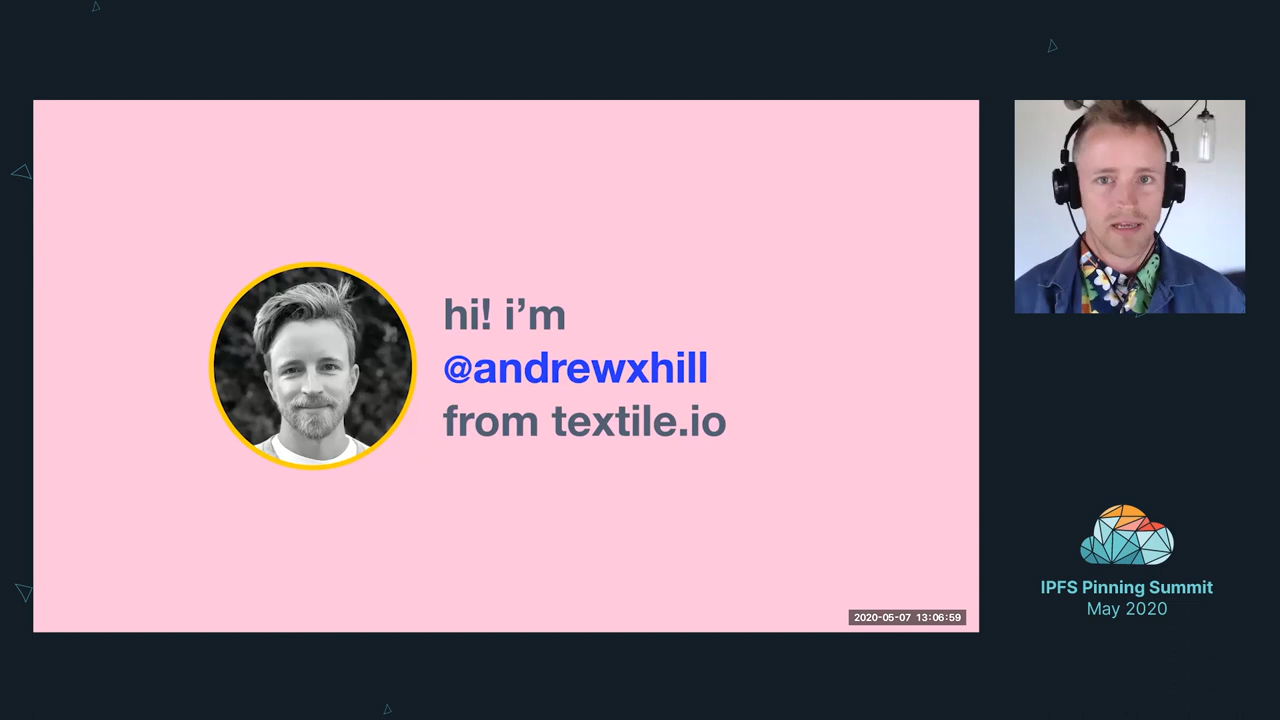 hi! i’m
@andrewxhill
from textile.io
2020-05-07 13:06:59
IPFS Pinning Summit
May 2020